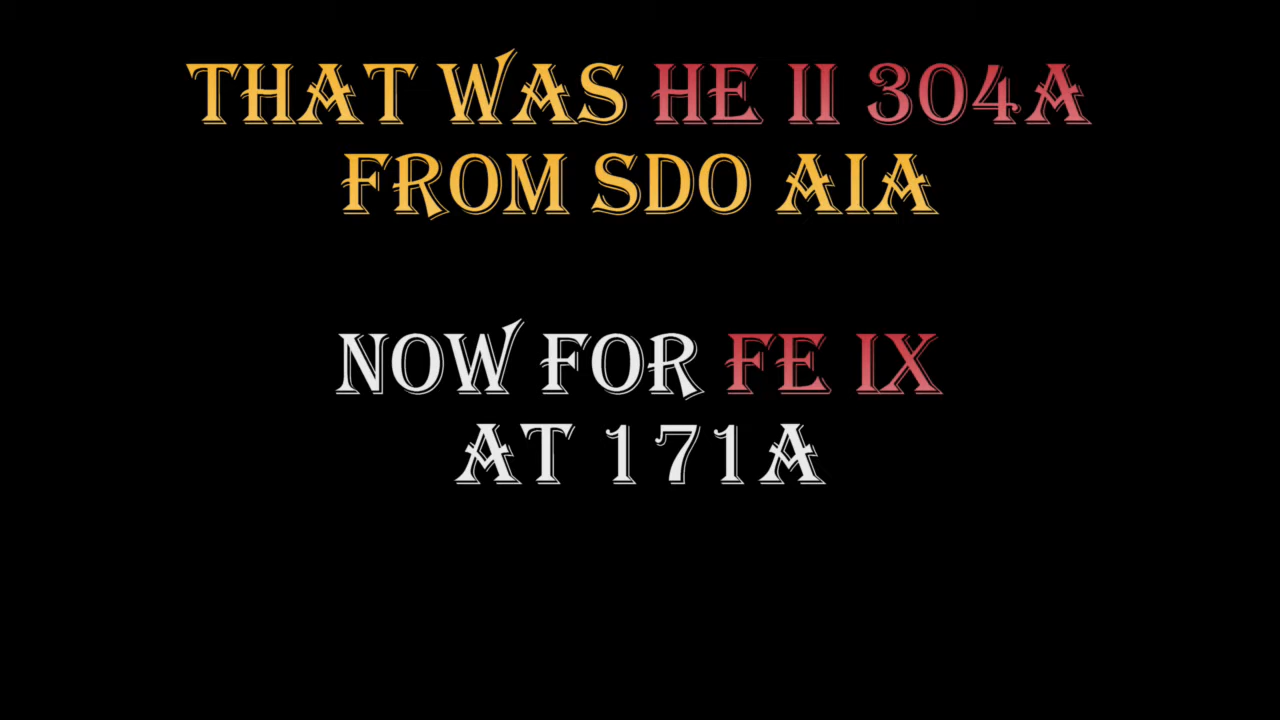 THAT WAS HE II 304A
FROM SDO AIA
NOW FOR FE IX
AT 171A